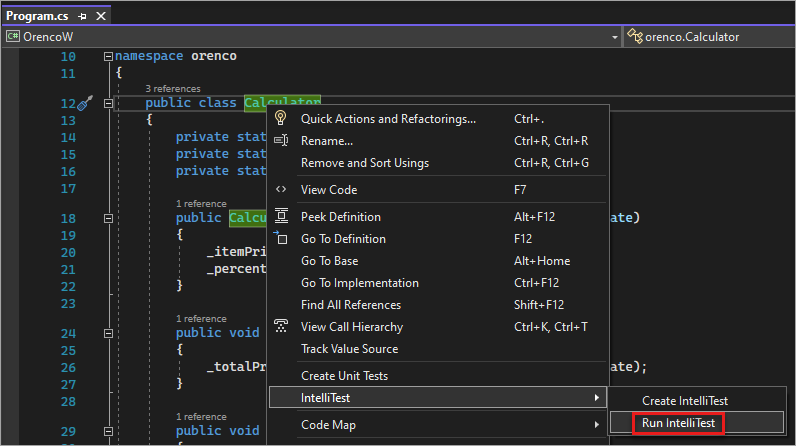 Program.cs
OrencoW
orenco.Calculator
10 namespace orenco
11 {
3 references
12 public class Calculator
13 {
14 private stat
15 private stat
16 private stat
17
1 reference
18 public Calcu ate)
19 {
20 _itemPri
21 _percent
22 }
23
1 reference
24 public void
25 {
26 _totalPr ate);
27 }
28
1 reference
29 public void
30 {
Quick Actions and Refactorings... Ctrl+.
Rename... Ctrl+R, Ctrl+R
Remove and Sort Usings Ctrl+R, Ctrl+G
View Code F7
Peek Definition Alt+F12
Go To Definition F12
Go To Base Alt+Home
Go To Implementation Ctrl+F12
Find All References Shift+F12
View Call Hierarchy Ctrl+K, Ctrl+T
Track Value Source
Create Unit Tests
IntelliTest
Code Map
Create IntelliTest
Run IntelliTest